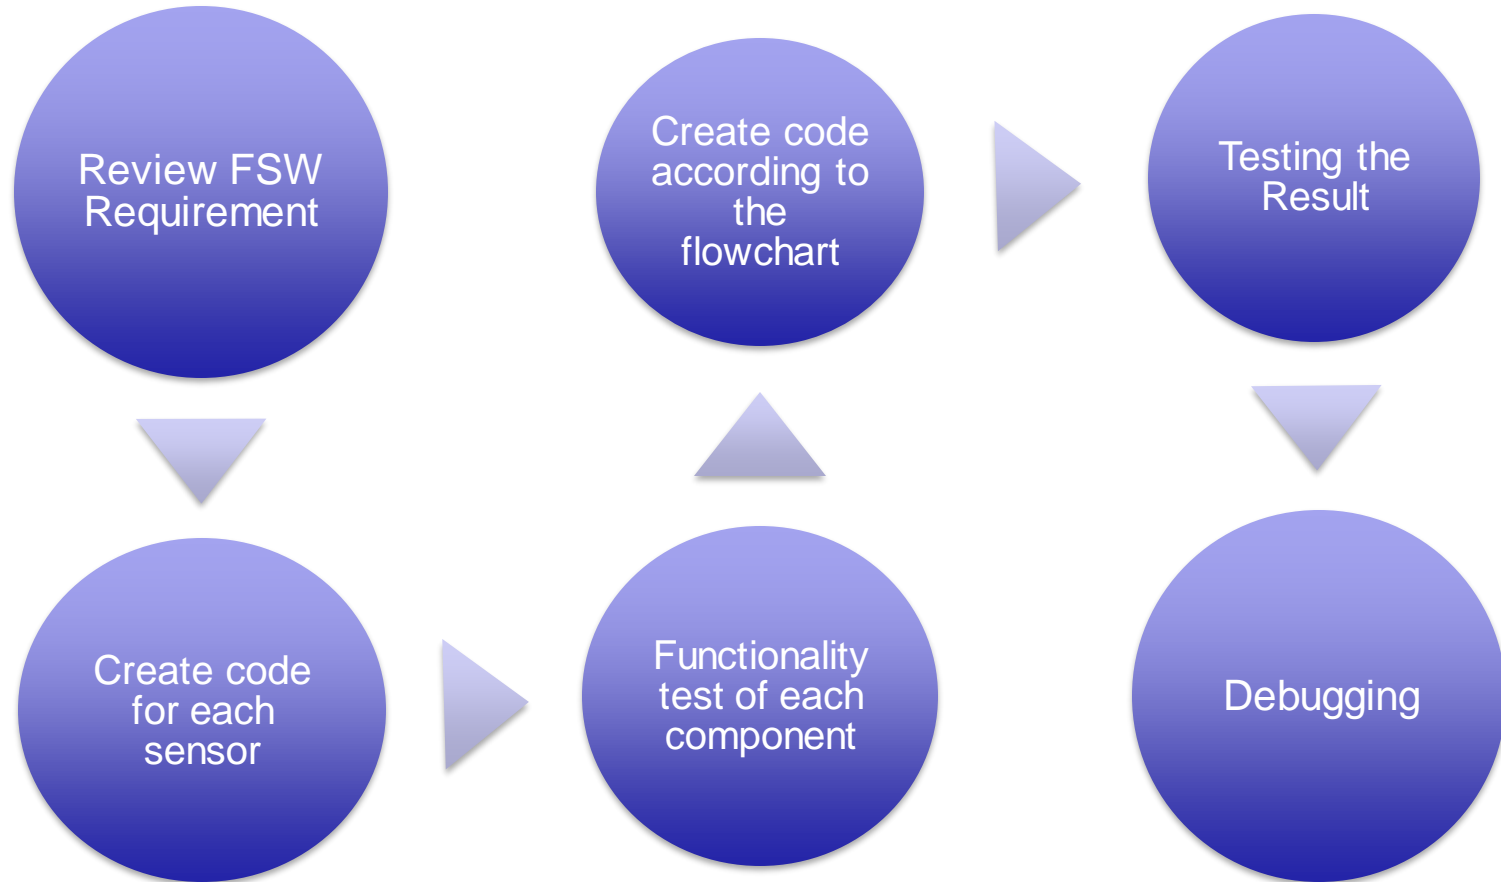 Review FSW
Requirement
Create code
for each
sensor
Functionality
test of each
component
Create code
according to
the
flowchart
Testing the
Result
Debugging